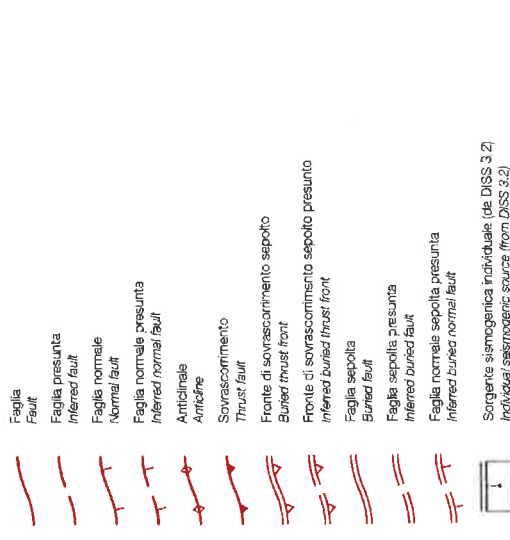 Faglia
Fault
Faglia presunta
Inferred fault
Faglia normale
Normal fault
Faglia normale presunta
Inferred normal fault
Anticlinale
Anticline
Sovrascorrimento
Thrust fault
Fronte di sovrascorrimento sepolto
Buried thrust front
Fronte di sovrascorrimento sepolto presunto
Inferred buried thrust front
Faglia sepolta
Buried fault
Faglia sepolta presunta
Inferred buried fault
Faglia normale sepolta presunta
Inferred buried normal fault
Sorgente sismogenica individuale (da DISS 3.2)
Individual seismogenic source (from DISS 3.2)